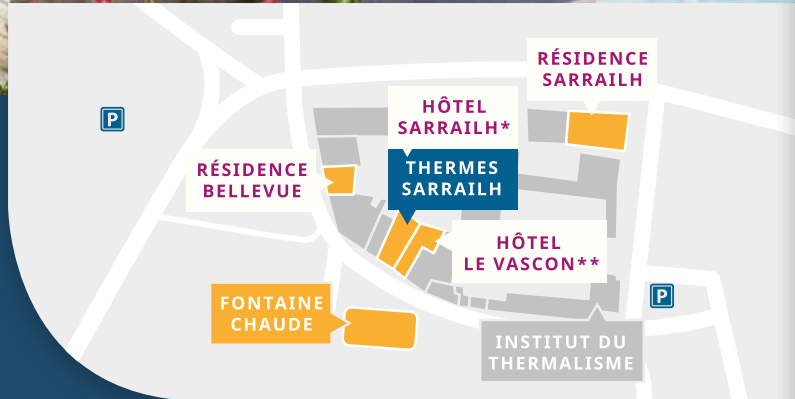 RÉSIDENCE
SARRAILH
HÔTEL
SARRAILH*
P
RÉSIDENCE
BELLEVUE
THERMES
SARRAILH
HÔTEL
LE VASCON**
P
FONTAINE
CHAUDE
INSTITUT DU
THERMALISME